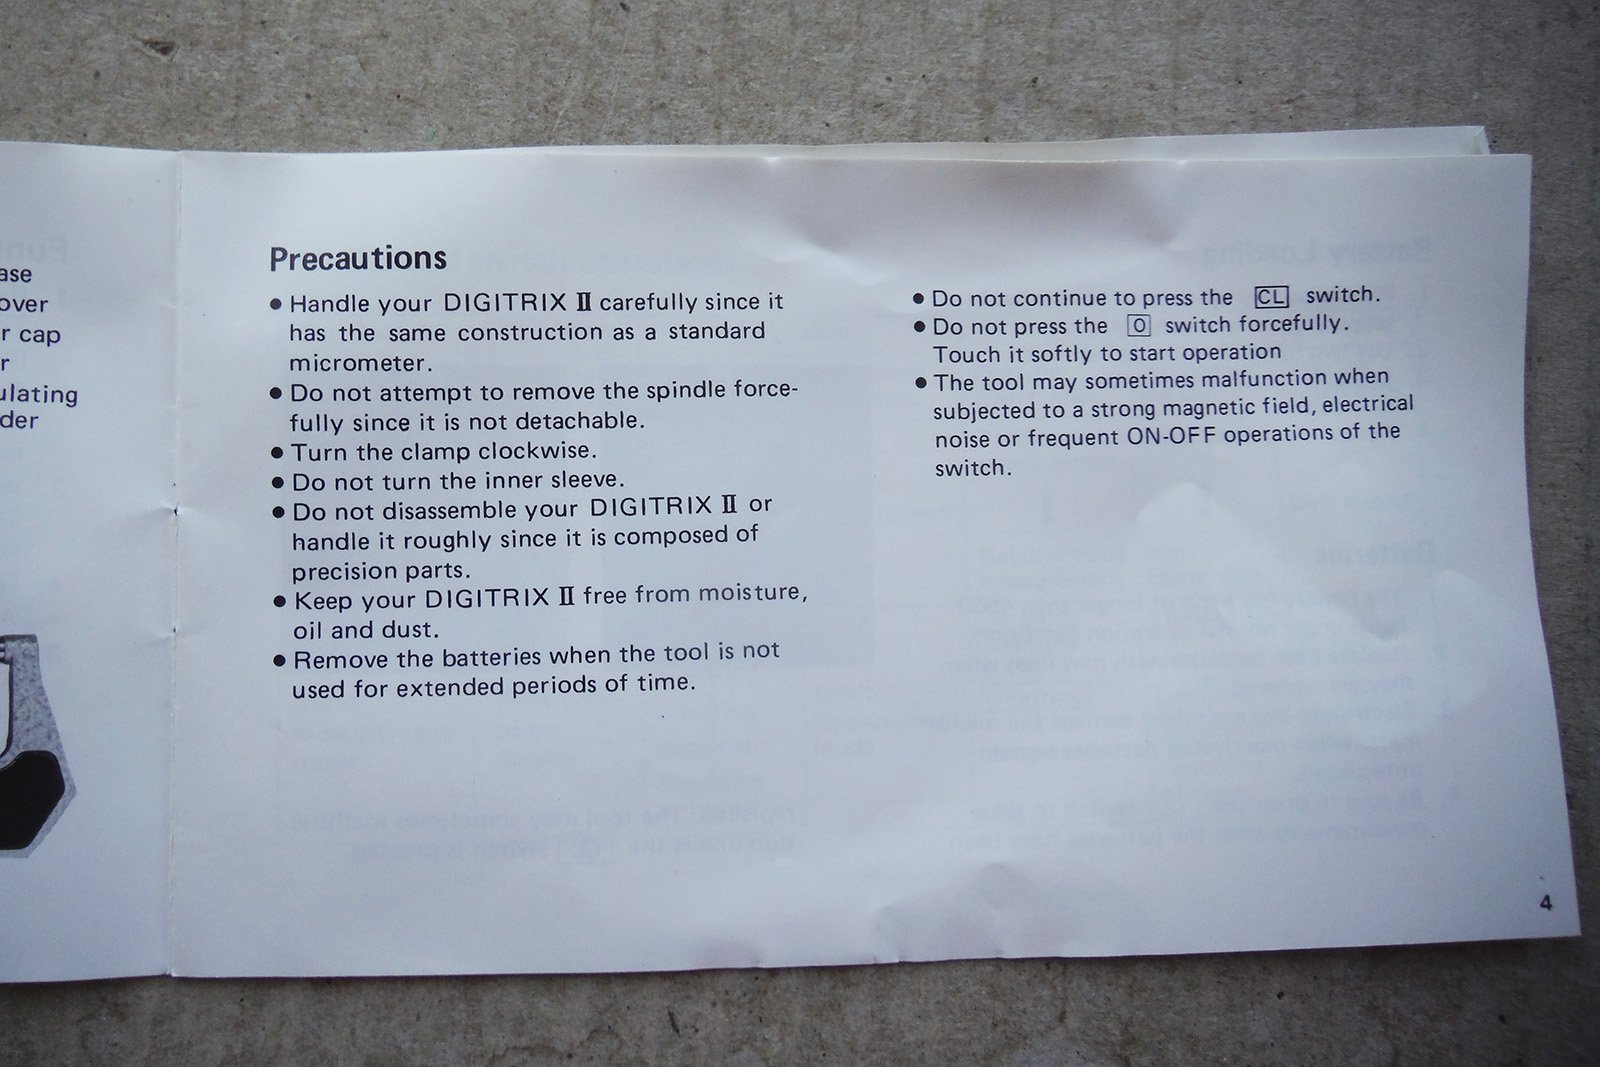 ase
over
r cap
r
ulating
der
Precautions
● Handle your DIGITRIX II carefully since it
has the same construction as a standard
micrometer.
● Do not attempt to remove the spindle force-
fully since it is not detachable.
● Turn the clamp clockwise.
● Do not turn the inner sleeve.
● Do not disassemble your DIGITRIX II or
handle it roughly since it is composed of
precision parts.
● Keep your DIGITRIX II free from moisture,
oil and dust.
● Remove the batteries when the tool is not
used for extended periods of time.
● Do not continue to press the CL switch.
● Do not press the O switch forcefully.
Touch it softly to start operation
● The tool may sometimes malfunction when
subjected to a strong magnetic field, electrical
noise or frequent ON-OFF operations of the
switch.
4